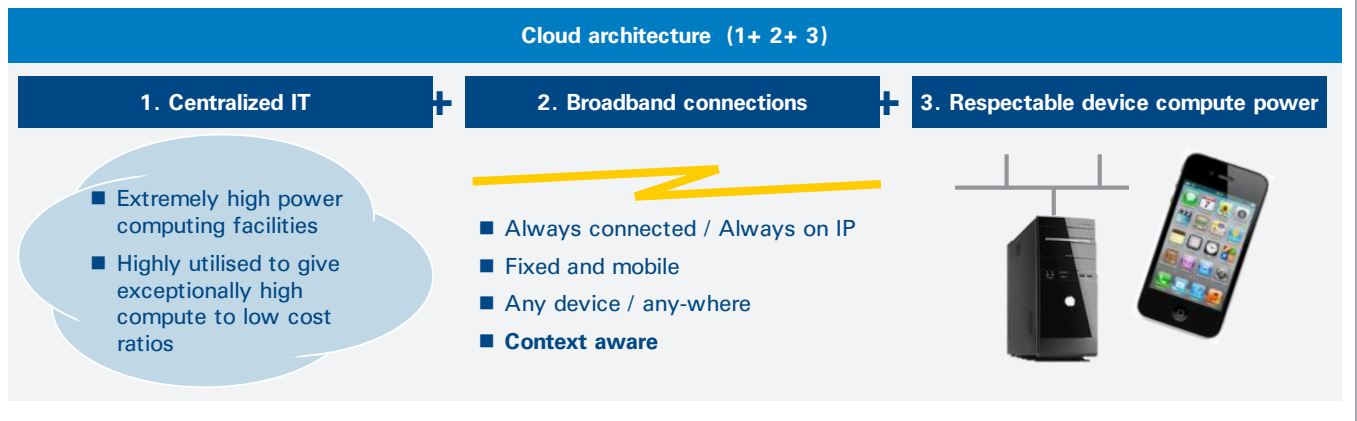 Cloud architecture (1+ 2+ 3)
1. Centralized IT
+
2. Broadband connections
+
3. Respectable device compute power
■ Extremely high power
computing facilities
■ Highly utilised to give
exceptionally high
compute to low cost
ratios
■ Always connected / Always on IP
■ Fixed and mobile
■ Any device / any-where
■ Context aware